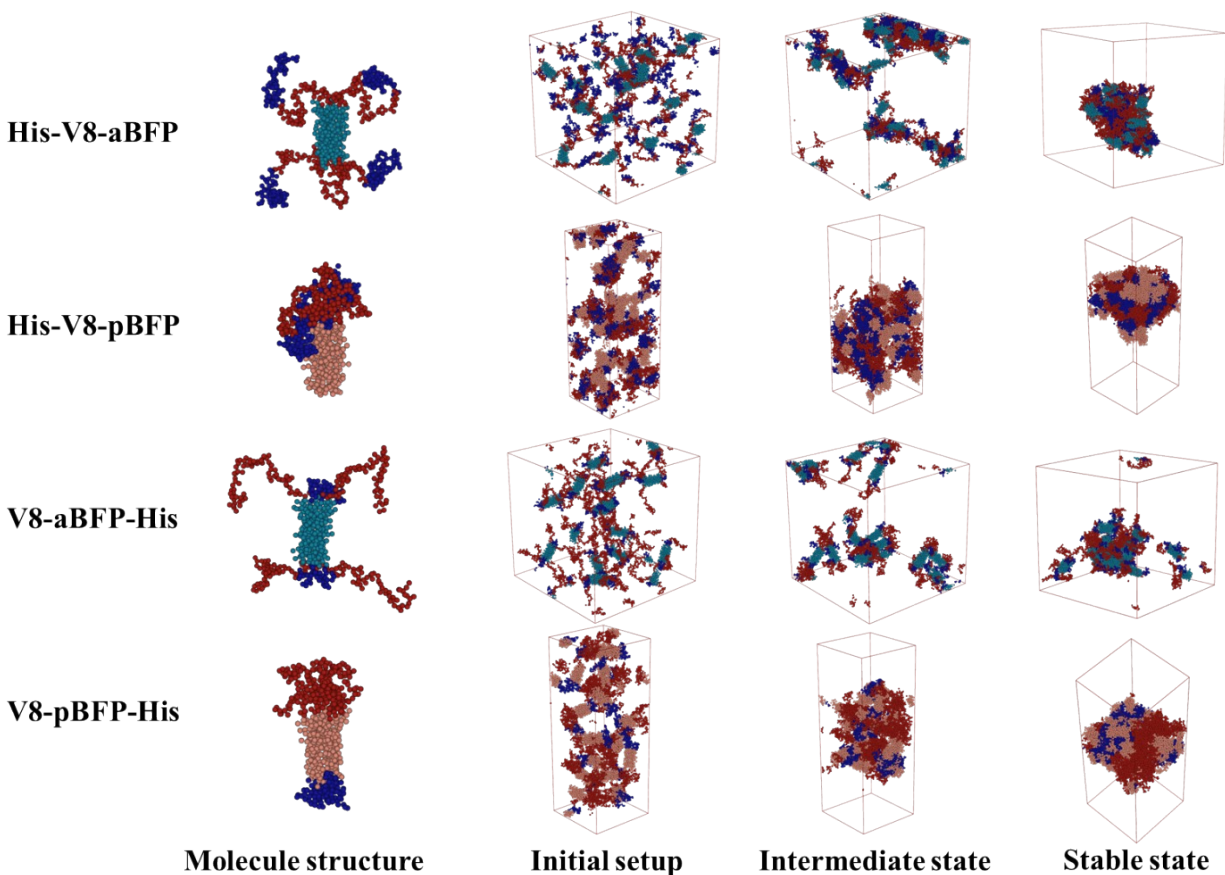 His-V8-aBFP
His-V8-pBFP
V8-aBFP-His
V8-pBFP-His
Molecule structure Initial setup Intermediate state Stable state